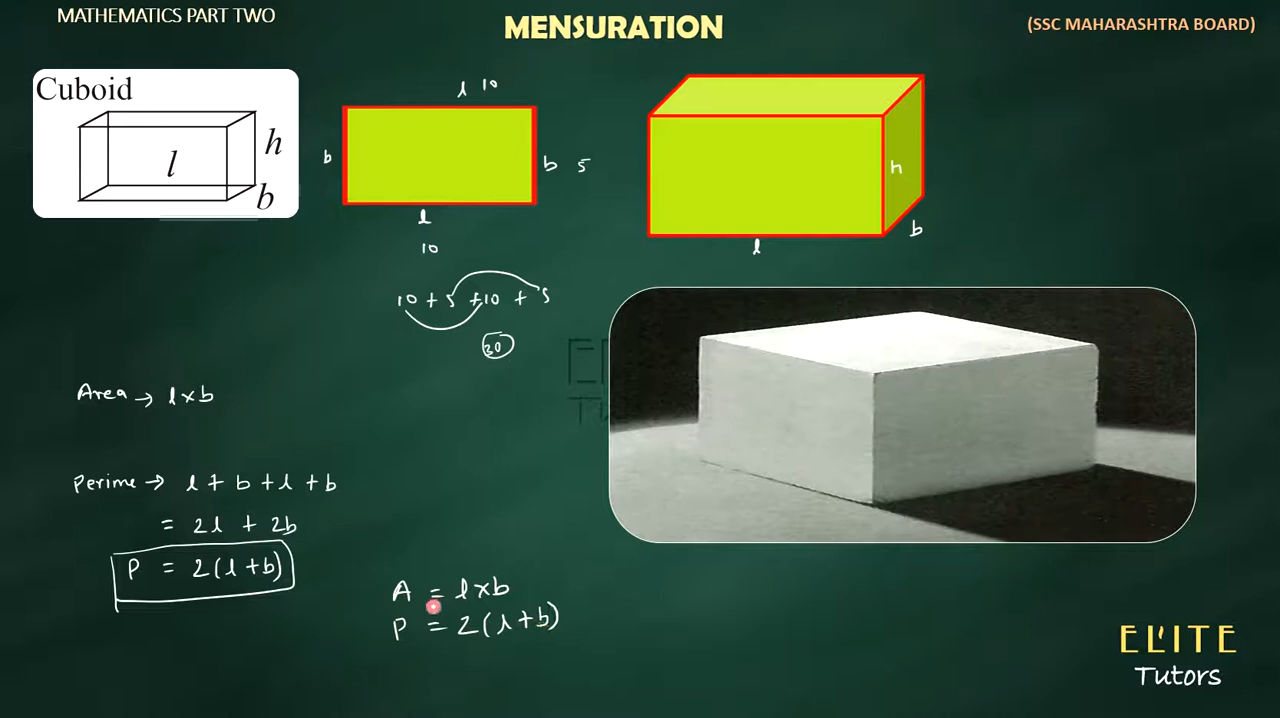 MATHEMATICS PART TWO
MENSURATION
(SSC MAHARASHTRA BOARD)
Cuboid
l
h
b
l 10
b
b 5
l
10
h
b
l
10 + 5 + 10 + 5
30
Area → l×b
Perime → l + b + l + b
= 2l + 2b
P = 2(l+b)
A = l×b
P = 2(l+b)
ELITE
Tutors